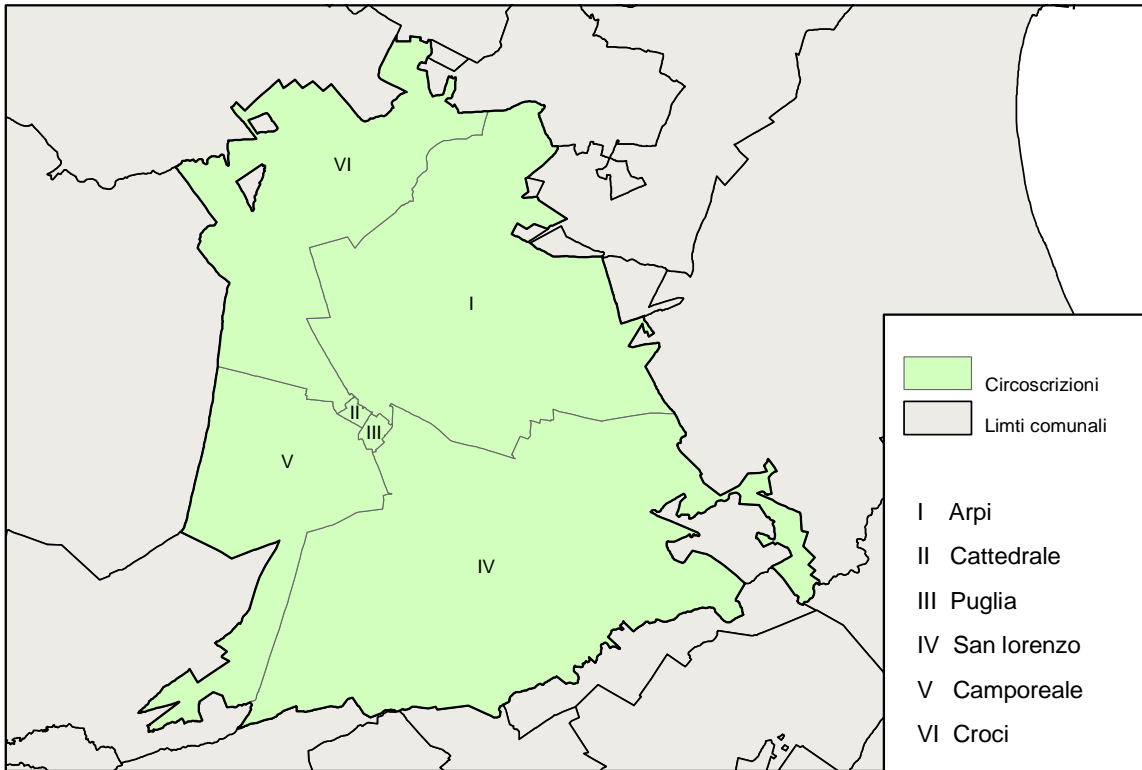 VI
I
II
III
V
IV
Circoscrizioni
Limti comunali
I Arpi
II Cattedrale
III Puglia
IV San lorenzo
V Camporeale
VI Croci